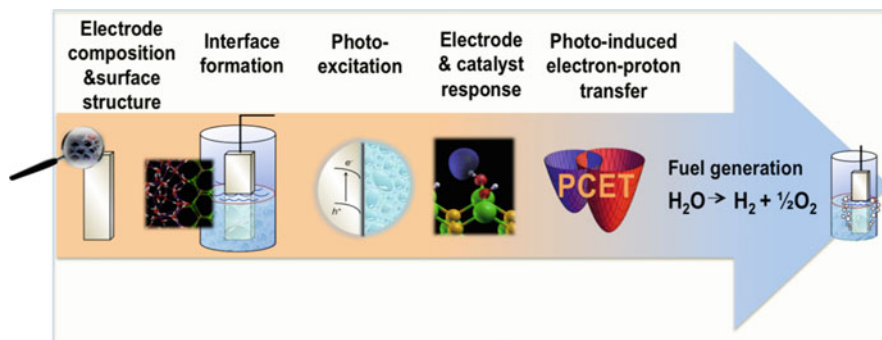 Electrode
composition
&surface
structure
Interface
formation
Photo-
excitation
Electrode
& catalyst
response
Photo-induced
electron-proton
transfer
e⁻
h⁺
PCET
Fuel generation
H₂O → H₂ + ½O₂